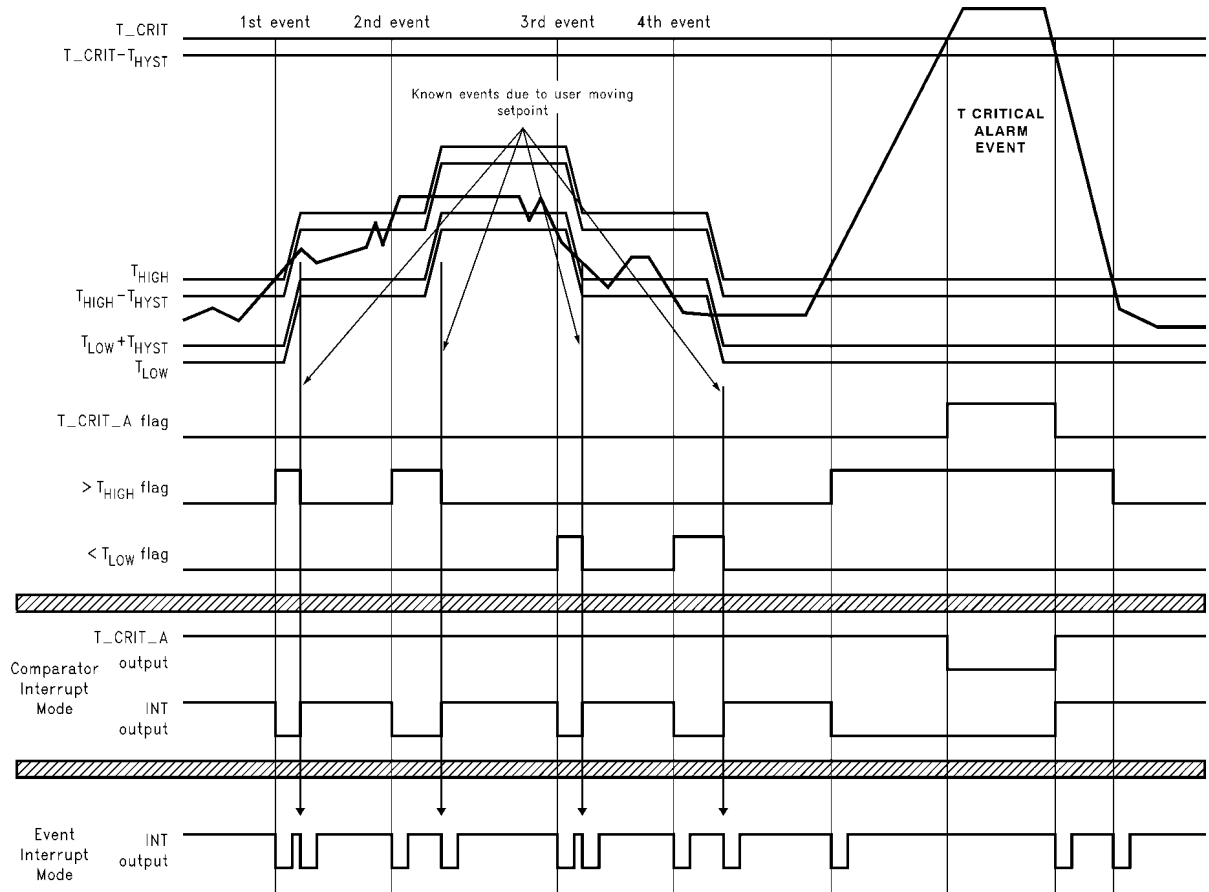 1st event
2nd event
3rd event
4th event
T_CRIT
T_CRIT−THYST
Known events due to user moving
setpoint
T CRITICAL
ALARM
EVENT
THIGH
THIGH−THYST
TLOW+THYST
TLOW
T_CRIT_A flag
>THIGH flag
<TLOW flag
T_CRIT_A
output
Comparator
Interrupt
Mode
INT
output
Event
Interrupt
Mode
INT
output